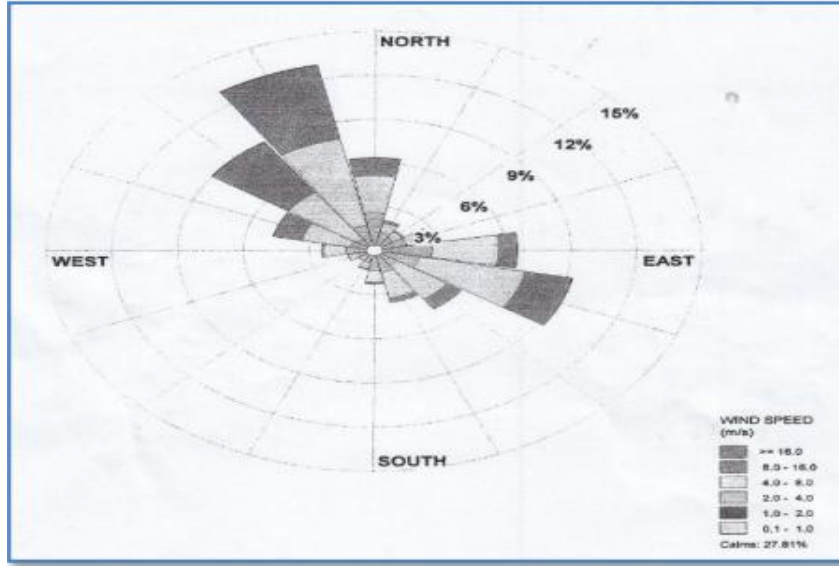 NORTH
15%
12%
9%
6%
3%
WEST
EAST
SOUTH
WIND SPEED
(m/s)
>= 16.0
8.0 - 16.0
4.0 - 8.0
2.0 - 4.0
1.0 - 2.0
0.1 - 1.0
Calms: 27.81%